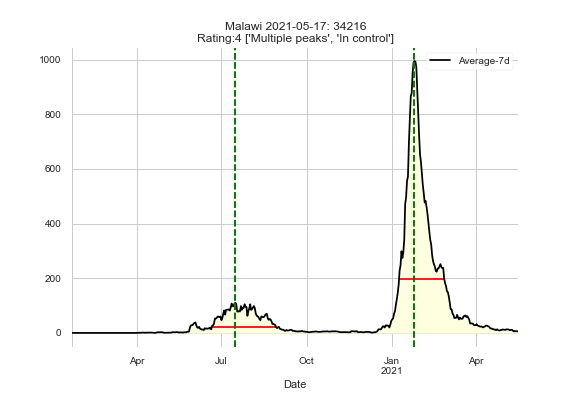 Malawi 2021-05-17: 34216
Rating:4 ['Multiple peaks', 'In control']
1000
Average-7d
800
600
400
200
0
Apr
Jul
Oct
Jan
Apr
2021
Date